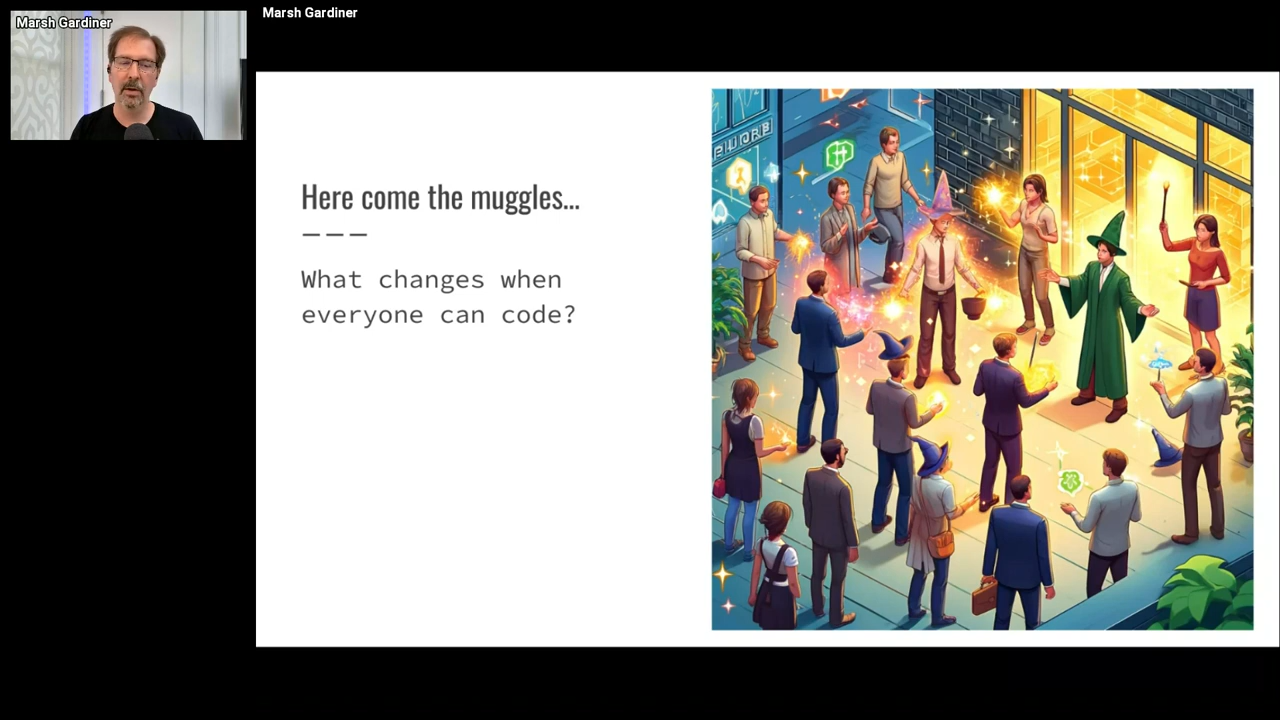 Marsh Gardiner
Marsh Gardiner
Here come the muggles...
———
What changes when
everyone can code?